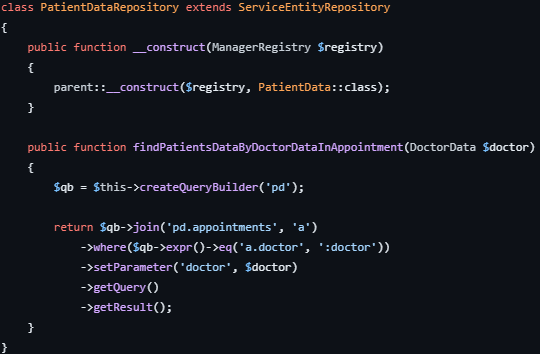 class PatientDataRepository extends ServiceEntityRepository
{
    public function __construct(ManagerRegistry $registry)
    {
        parent::__construct($registry, PatientData::class);
    }

    public function findPatientsDataByDoctorDataInAppointment(DoctorData $doctor)
    {
        $qb = $this->createQueryBuilder('pd');

        return $qb->join('pd.appointments', 'a')
            ->where($qb->expr()->eq('a.doctor', ':doctor'))
            ->setParameter('doctor', $doctor)
            ->getQuery()
            ->getResult();
    }
}